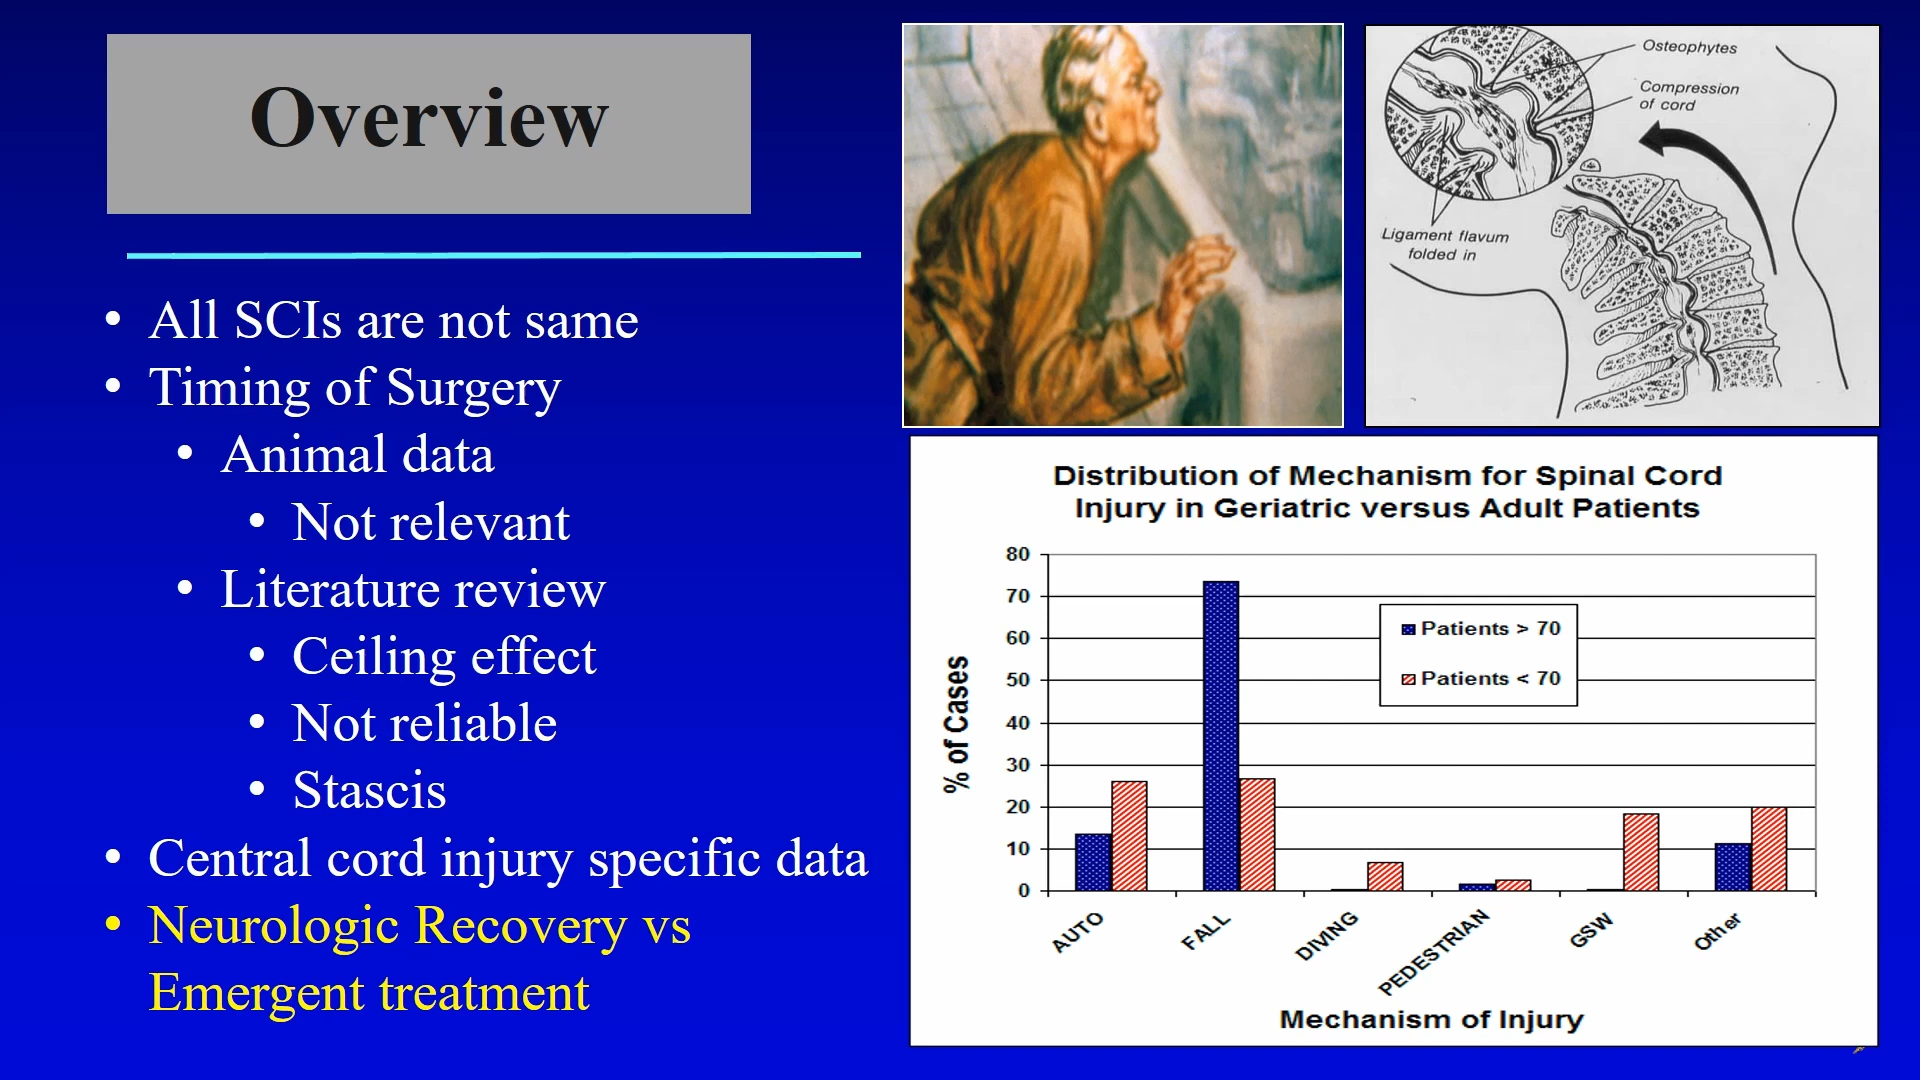 Overview
• All SCIs are not same
• Timing of Surgery
• Animal data
• Not relevant
• Literature review
• Ceiling effect
• Not reliable
• Stascis
• Central cord injury specific data
• Neurologic Recovery vs
Emergent treatment
Osteophytes
Compression
of cord
Ligament flavum
folded in
Distribution of Mechanism for Spinal Cord
Injury in Geriatric versus Adult Patients
% of Cases
80
70
60
50
40
30
20
10
0
Patients > 70
Patients < 70
AUTO
FALL
DIVING
PEDESTRIAN
GSW
Other
Mechanism of Injury